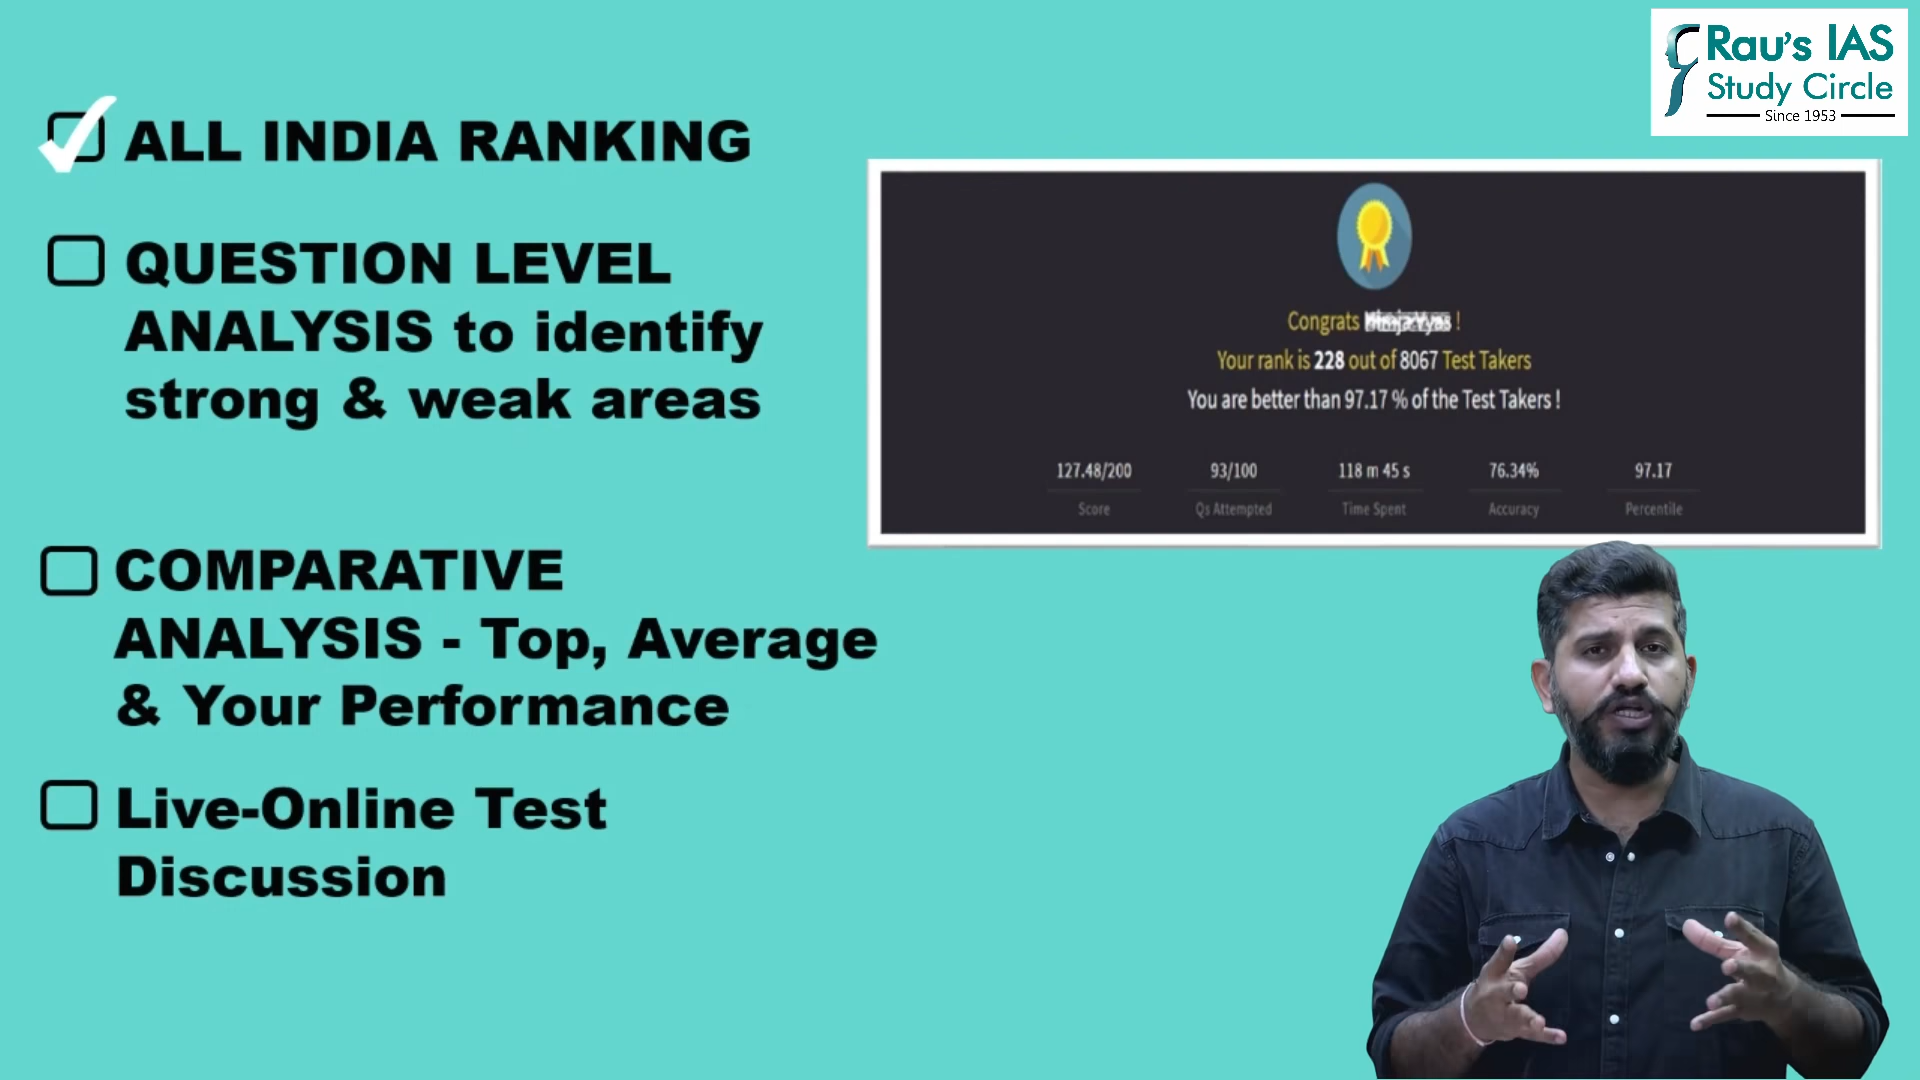 Rau's IAS
Study Circle
Since 1953
ALL INDIA RANKING
QUESTION LEVEL
ANALYSIS to identify
strong & weak areas
COMPARATIVE
ANALYSIS - Top, Average
& Your Performance
Live-Online Test
Discussion
Congrats !
Your rank is 228 out of 8067 Test Takers
You are better than 97.17 % of the Test Takers !
127.48/200 93/100 118 m 45 s 76.34% 97.17
Score Qs Attempted Time Spent Accuracy Percentile